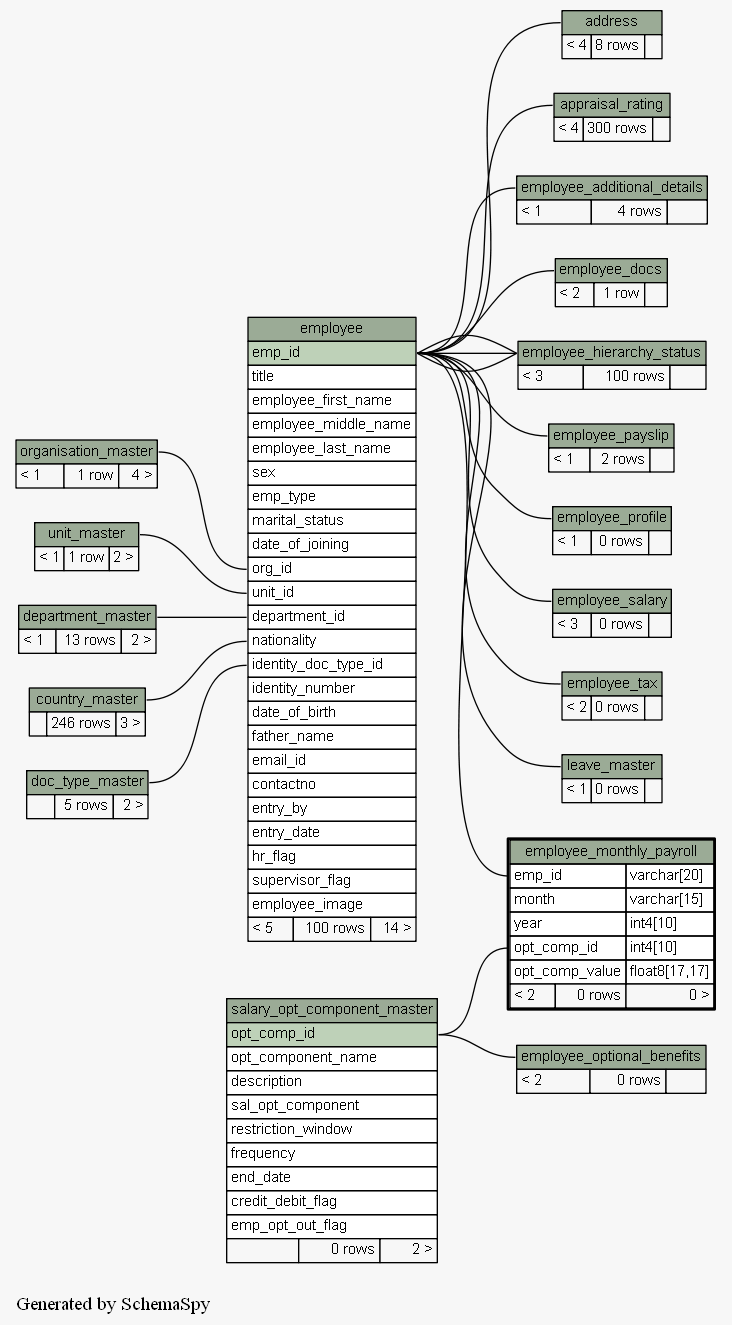 address
< 4 8 rows
appraisal_rating
< 4 300 rows
employee_additional_details
< 1 4 rows
employee_docs
< 2 1 row
employee_hierarchy_status
< 3 100 rows
employee_payslip
< 1 2 rows
employee_profile
< 1 0 rows
employee_salary
< 3 0 rows
employee_tax
< 2 0 rows
leave_master
< 1 0 rows
employee
emp_id
title
employee_first_name
employee_middle_name
employee_last_name
sex
emp_type
marital_status
date_of_joining
org_id
unit_id
department_id
nationality
identity_doc_type_id
identity_number
date_of_birth
father_name
email_id
contactno
entry_by
entry_date
hr_flag
supervisor_flag
employee_image
< 5 100 rows 14 >
organisation_master
< 1 1 row 4 >
unit_master
< 1 1 row 2 >
department_master
< 1 13 rows 2 >
country_master
246 rows 3 >
doc_type_master
5 rows 2 >
employee_monthly_payroll
emp_id varchar[20]
month varchar[15]
year int4[10]
opt_comp_id int4[10]
opt_comp_value float8[17,17]
< 2 0 rows 0 >
salary_opt_component_master
opt_comp_id
opt_component_name
description
sal_opt_component
restriction_window
frequency
end_date
credit_debit_flag
emp_opt_out_flag
0 rows 2 >
employee_optional_benefits
< 2 0 rows
Generated by SchemaSpy